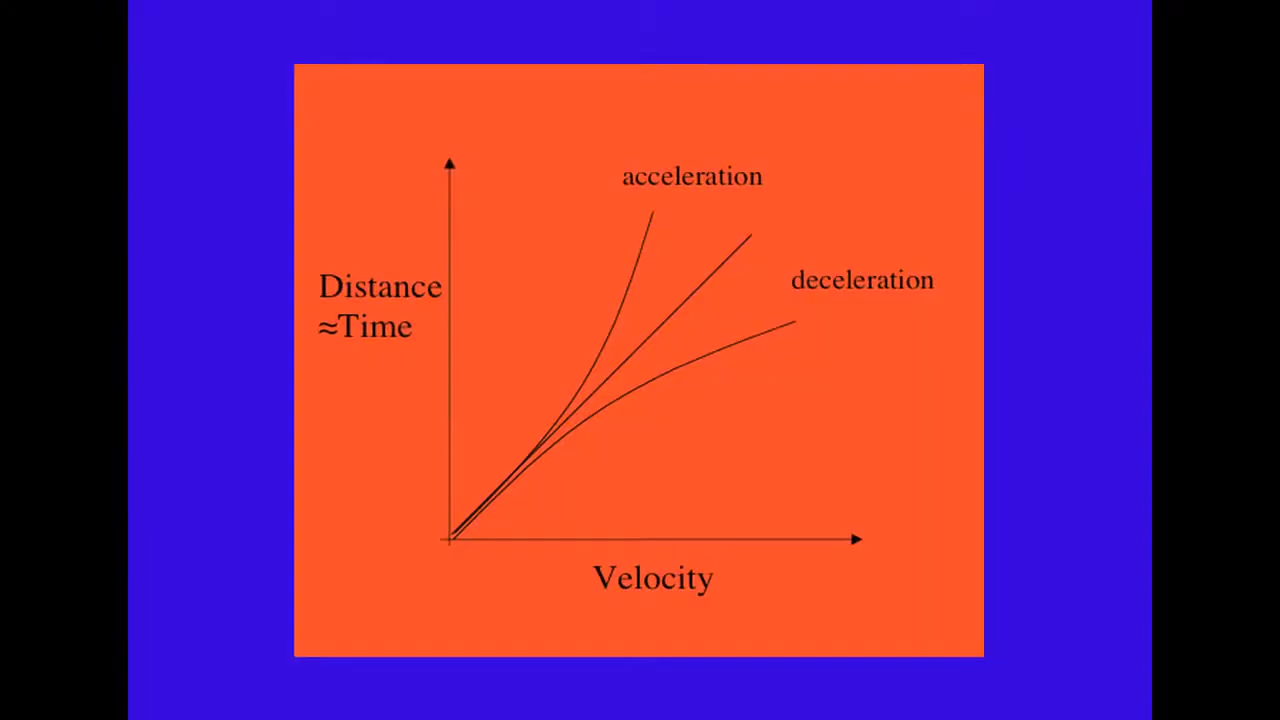 acceleration
deceleration
Distance
≈Time
Velocity